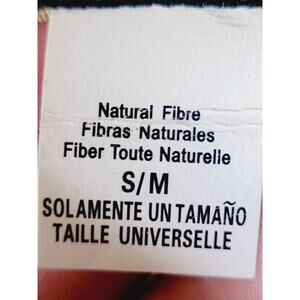 Natural Fibre
Fibras Naturales
Fiber Toute Naturelle
S/M
SOLAMENTE UN TAMAÑO
TAILLE UNIVERSELLE